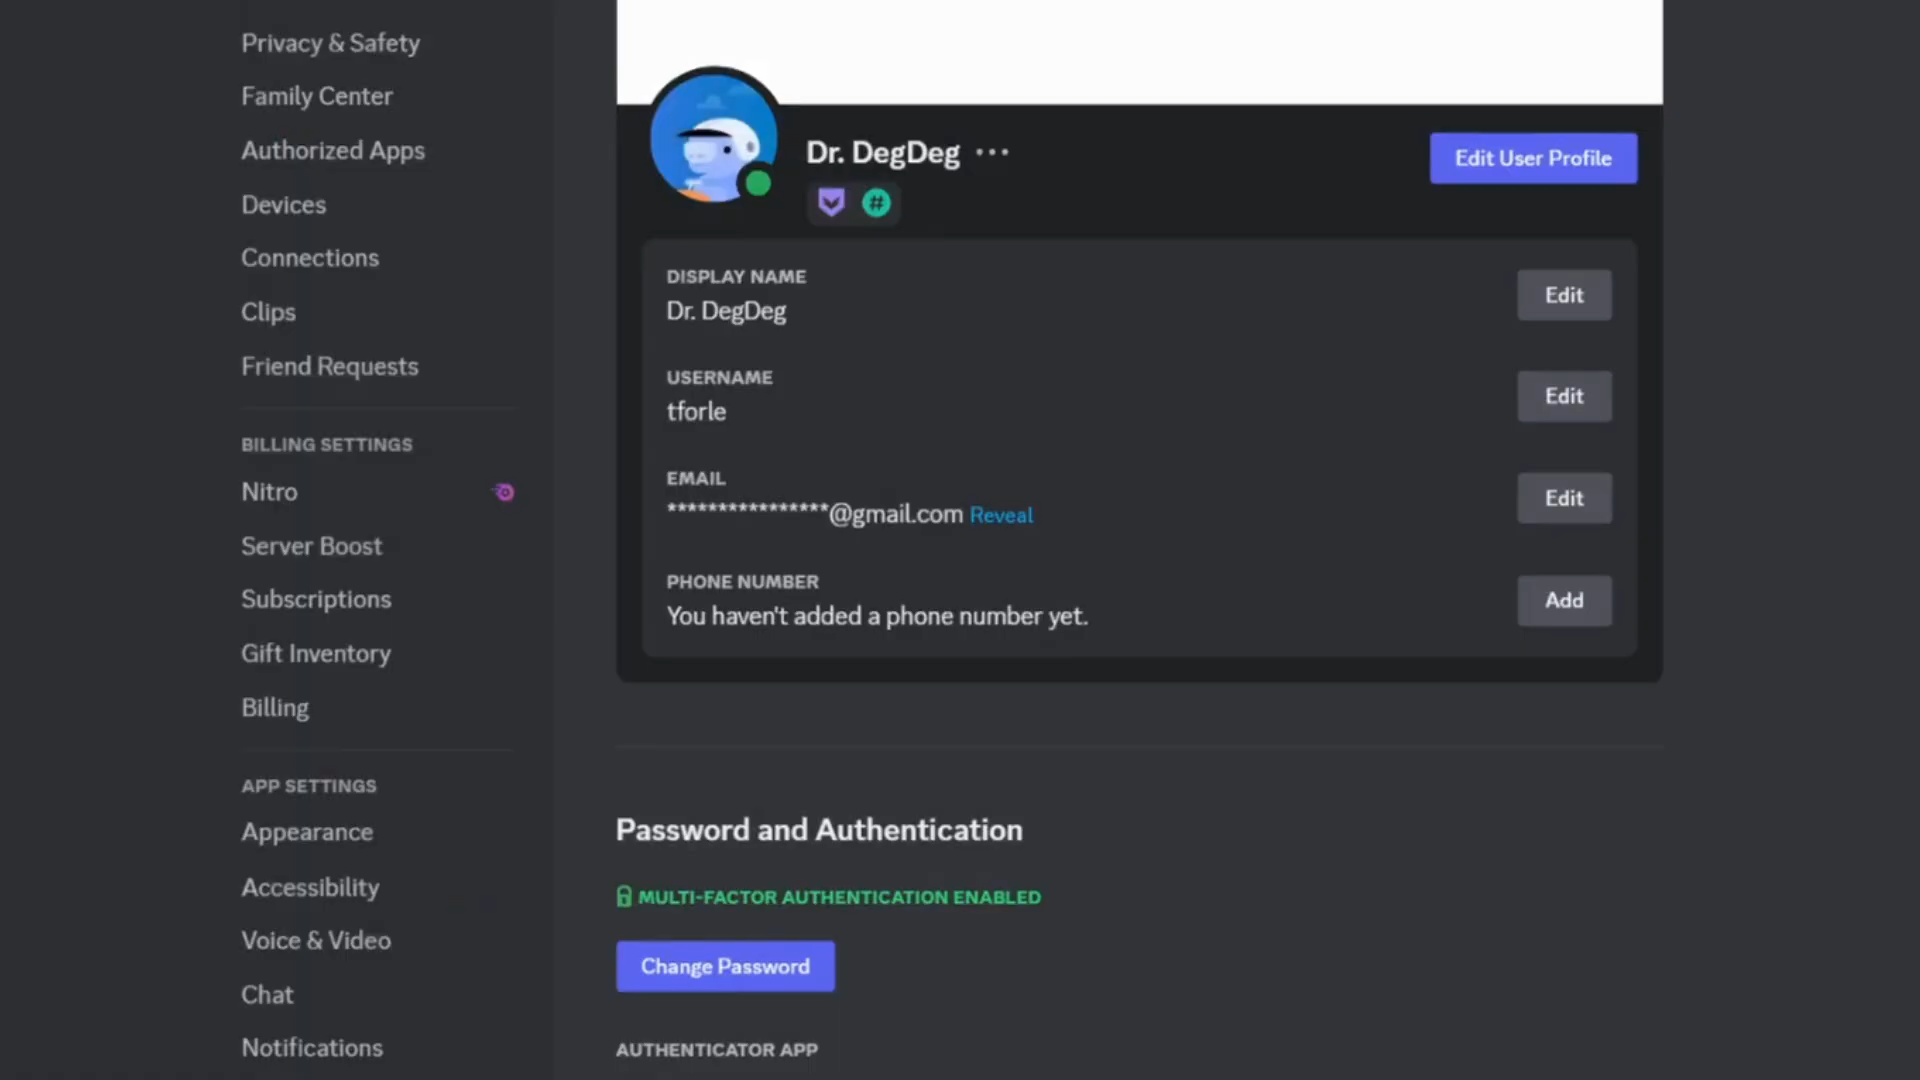 Privacy & Safety
Family Center
Authorized Apps
Devices
Connections
Clips
Friend Requests
BILLING SETTINGS
Nitro
Server Boost
Subscriptions
Gift Inventory
Billing
APP SETTINGS
Appearance
Accessibility
Voice & Video
Chat
Notifications
Dr. DegDeg ...
#
Edit User Profile
DISPLAY NAME
Dr. DegDeg
Edit
USERNAME
tforle
Edit
EMAIL
****************@gmail.com Reveal
Edit
PHONE NUMBER
You haven't added a phone number yet.
Add
Password and Authentication
MULTI-FACTOR AUTHENTICATION ENABLED
Change Password
AUTHENTICATOR APP